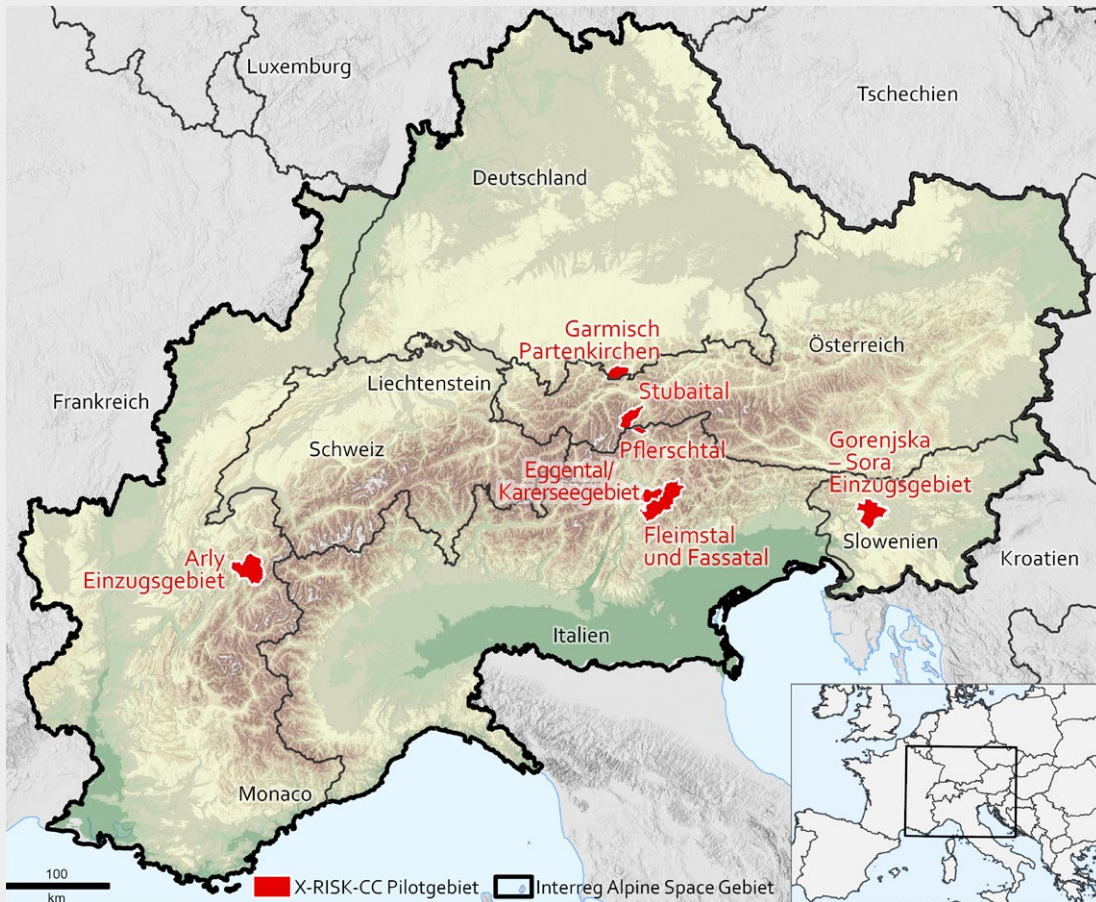 Luxemburg
Tschechien
Deutschland
Garmisch
Partenkirchen
Österreich
Liechtenstein
Stubaital
Frankreich
Schweiz
Pflerschtal
Gorenjska
– Sora
Einzugsgebiet
Eggental/
Karerseegebiet
Fleimstal
und Fassatal
Slowenien
Kroatien
Arly
Einzugsgebiet
Italien
Monaco
100
km
X-RISK-CC Pilotgebiet
Interreg Alpine Space Gebiet